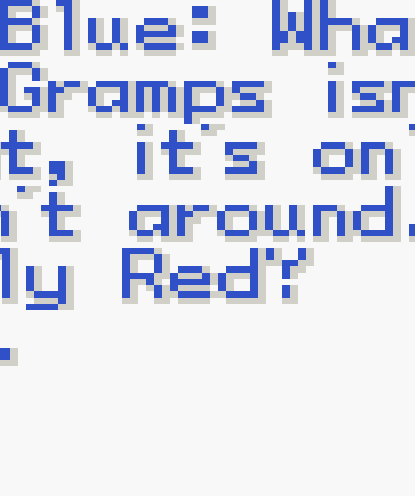 Blue: Wha
Gramps isn
t, it's on
n't around.
ly Red?
.